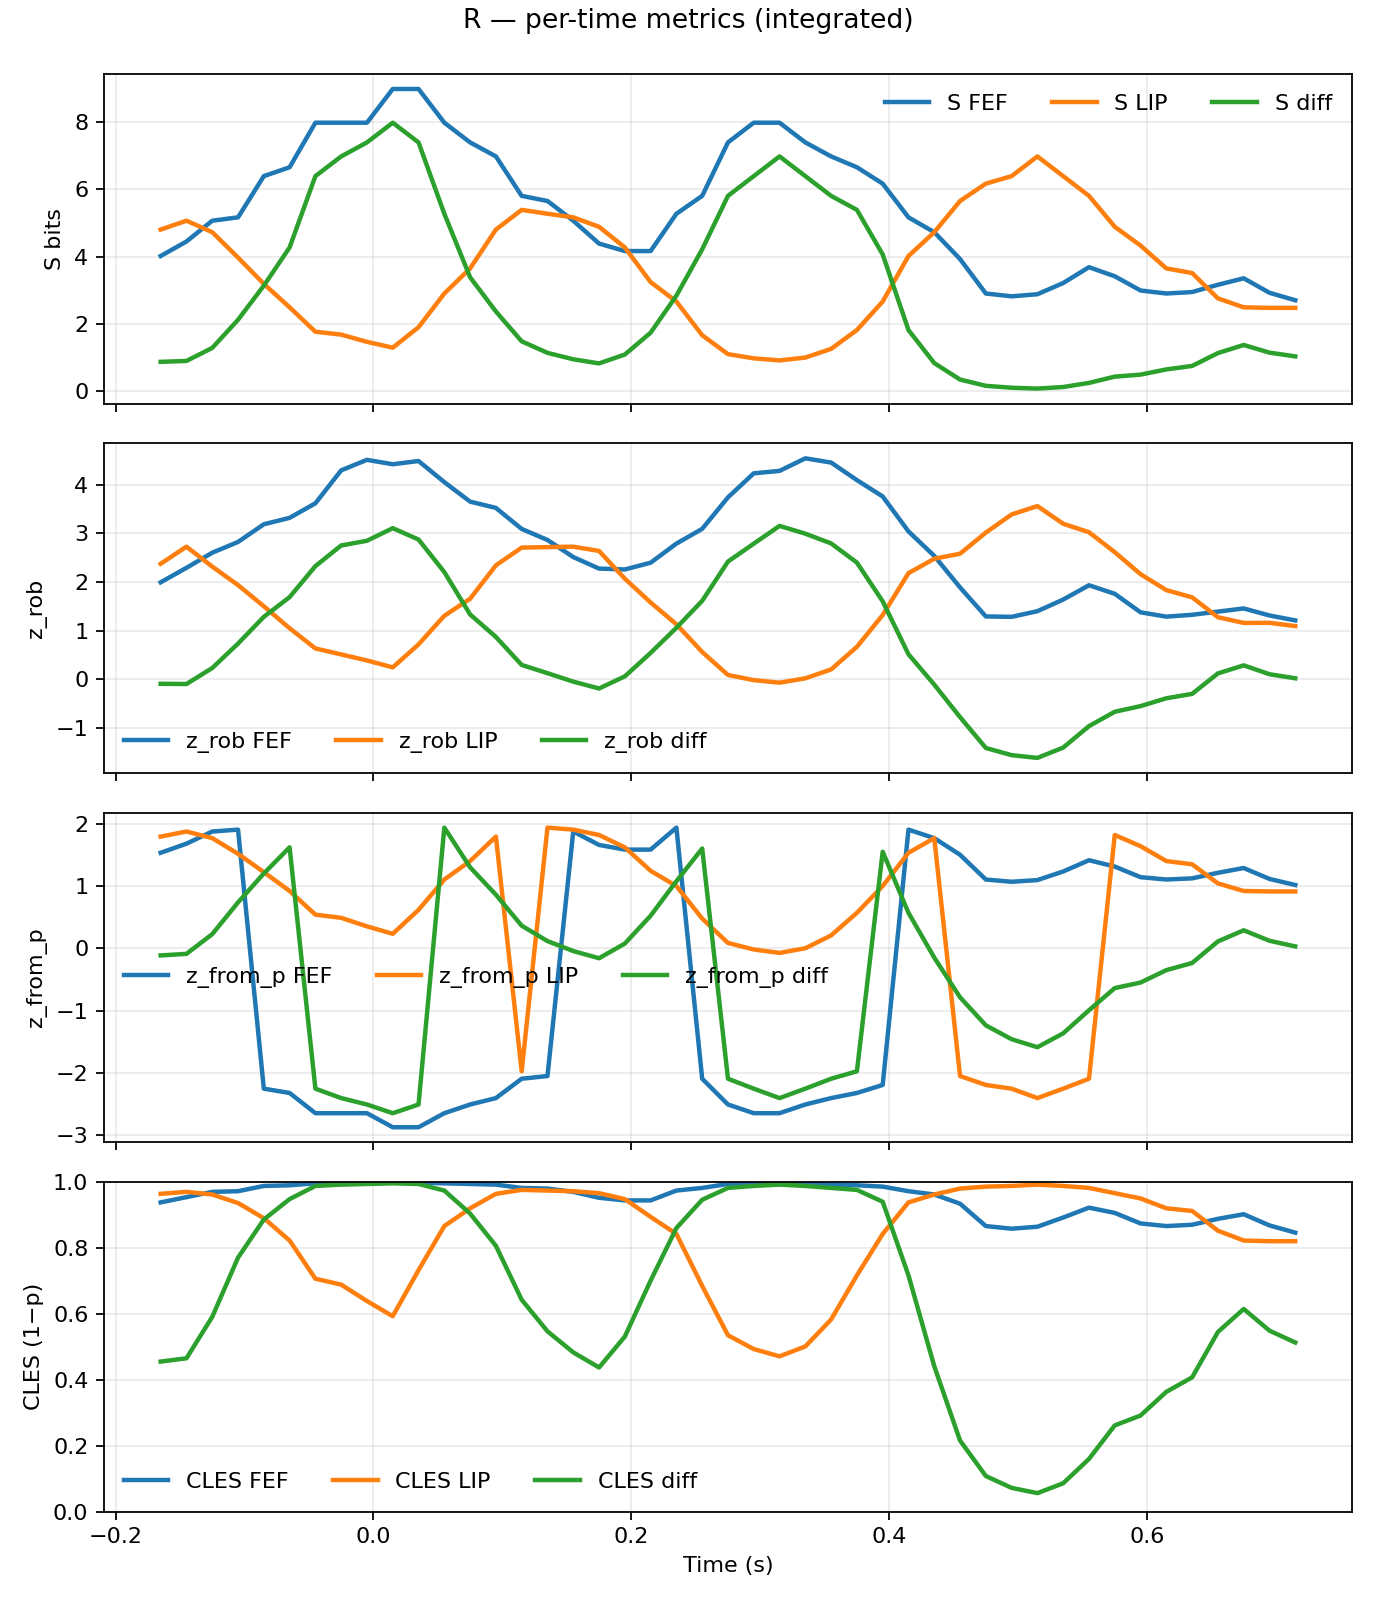 R — per-time metrics (integrated)
S FEF S LIP S diff
8
6
4
2
0
S bits
4
3
2
1
0
−1
z_rob
z_rob FEF z_rob LIP z_rob diff
2
1
0
−1
−2
−3
z_from_p
z_from_p FEF z_from_p LIP z_from_p diff
1.0
0.8
0.6
0.4
0.2
0.0
CLES (1−p)
CLES FEF CLES LIP CLES diff
−0.2 0.0 0.2 0.4 0.6
Time (s)